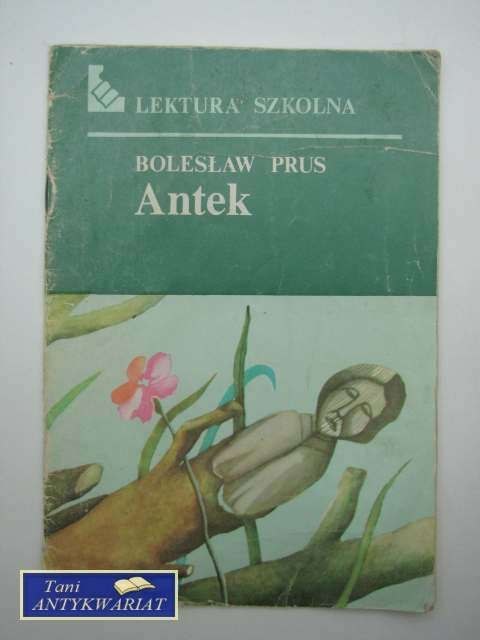 LEKTURA SZKOLNA
BOLESŁAW PRUS
Antek
Tani
ANTYKWARIAT